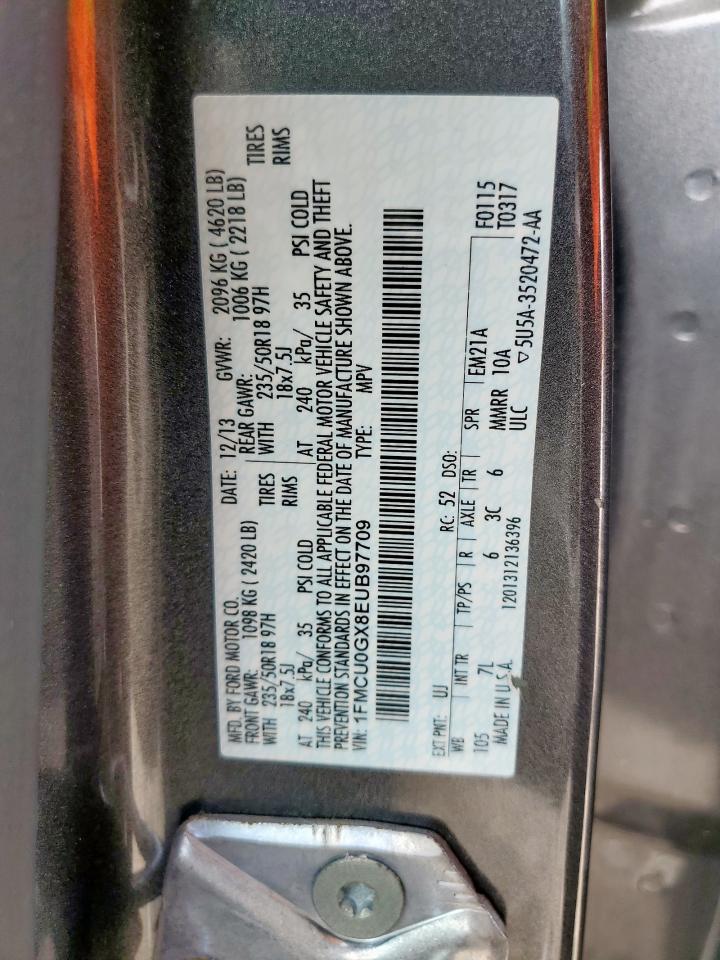 MFD. BY FORD MOTOR CO. DATE: 12/13 GVWR: 2096 KG ( 4620 LB)
FRONT GAWR: 1098 KG ( 2420 LB) REAR GAWR: 1006 KG ( 2218 LB)
WITH 235/50R18 97H TIRES WITH 235/50R18 97H TIRES
18x7.5J RIMS 18x7.5J RIMS
AT 240 kPa/ 35 PSI COLD AT 240 kPa/ 35 PSI COLD
THIS VEHICLE CONFORMS TO ALL APPLICABLE FEDERAL MOTOR VEHICLE SAFETY AND THEFT
PREVENTION STANDARDS IN EFFECT ON THE DATE OF MANUFACTURE SHOWN ABOVE.
VIN: 1FMCU0GX8EUB97709 TYPE: MPV
EXT PNT: UJ RC: 52 DSO: F0115
WB INT TR TP/PS R AXLE TR SPR EM21A T0317
105 7L 6 3C 6 MMRR 10A
MADE IN U.S.A. 1201312136396 ULC ▽5U5A-3520472-AA